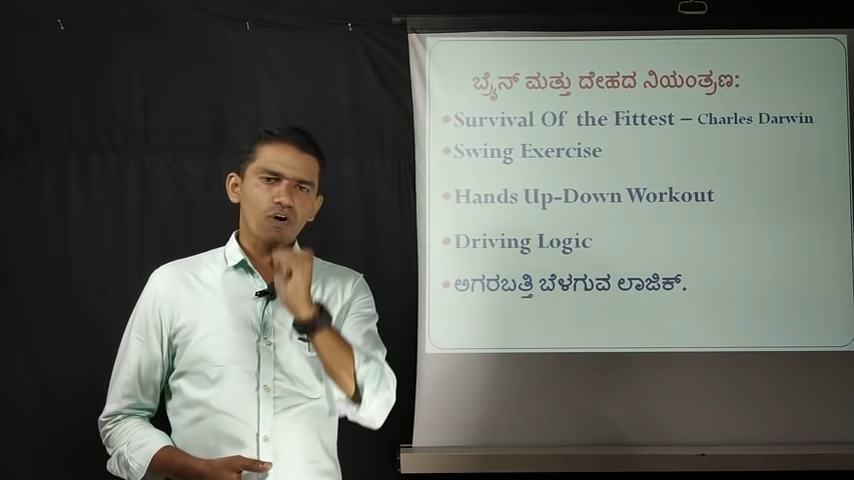 ಬ್ರೈನ್ ಮತ್ತು ದೇಹದ ನಿಯಂತ್ರಣ:
•Survival Of the Fittest – Charles Darwin
•Swing Exercise
•Hands Up-Down Workout
•Driving Logic
•ಅಗರಬತ್ತಿ ಬೆಳಗುವ ಲಾಜಿಕ್.